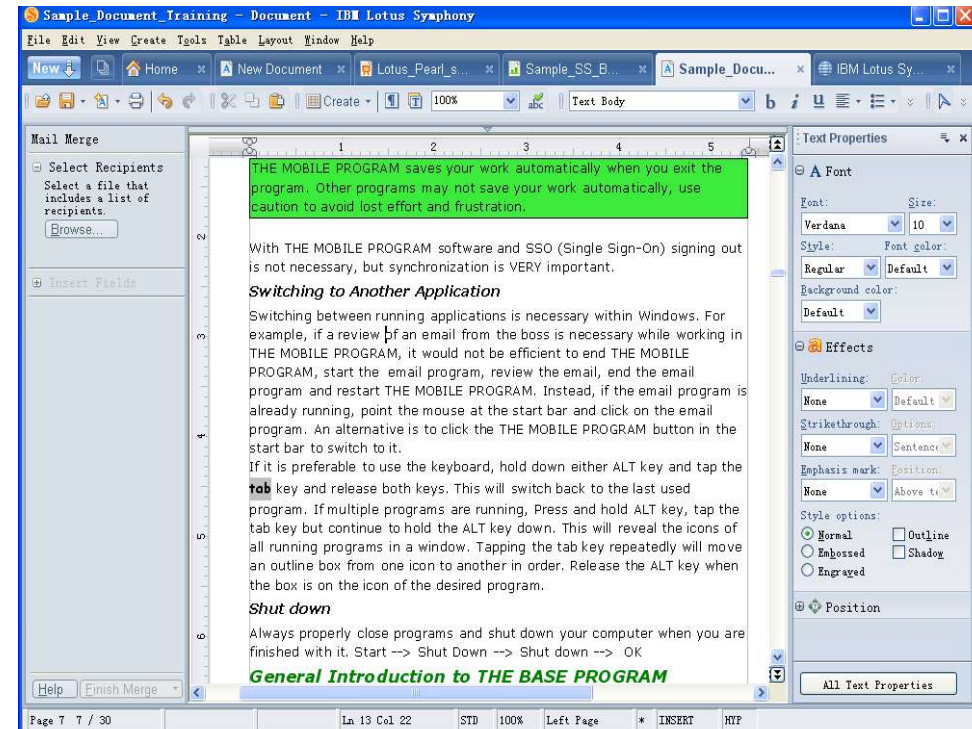 Sample_Document_Training - Document - IBM Lotus Symphony
File Edit View Create Tools Table Layout Window Help
New Home × New Document × Lotus_Pearl_s... × Sample_SS_B... × Sample_Docu... × IBM Lotus Sy... ×
Create 100% Text Body b i u
Mail Merge
Select Recipients
Select a file that
includes a list of
recipients.
Browse...
Insert Fields
Help Finish Merge
1 2 3 4 5
2
3
4
5
6
THE MOBILE PROGRAM saves your work automatically when you exit the
program. Other programs may not save your work automatically, use
caution to avoid lost effort and frustration.
With THE MOBILE PROGRAM software and SSO (Single Sign-On) signing out
is not necessary, but synchronization is VERY important.
Switching to Another Application
Switching between running applications is necessary within Windows. For
example, if a review of an email from the boss is necessary while working in
THE MOBILE PROGRAM, it would not be efficient to end THE MOBILE
PROGRAM, start the email program, review the email, end the email
program and restart THE MOBILE PROGRAM. Instead, if the email program is
already running, point the mouse at the start bar and click on the email
program. An alternative is to click the THE MOBILE PROGRAM button in the
start bar to switch to it.
If it is preferable to use the keyboard, hold down either ALT key and tap the
tab key and release both keys. This will switch back to the last used
program. If multiple programs are running, Press and hold ALT key, tap the
tab key but continue to hold the ALT key down. This will reveal the icons of
all running programs in a window. Tapping the tab key repeatedly will move
an outline box from one icon to another in order. Release the ALT key when
the box is on the icon of the desired program.
Shut down
Always properly close programs and shut down your computer when you are
finished with it. Start --> Shut Down --> Shut down --> OK
General Introduction to THE BASE PROGRAM
Text Properties
A Font
Font: Size:
Verdana 10
Style: Font color:
Regular Default
Background color:
Default
Effects
Underlining: Color:
None Default
Strikethrough: Options:
None Sentence
Emphasis mark: Position:
None Above te
Style options:
Normal Outline
Embossed Shadow
Engraved
Position
All Text Properties
Page 7 7 / 30 Ln 13 Col 22 STD 100% Left Page * INSERT HYP